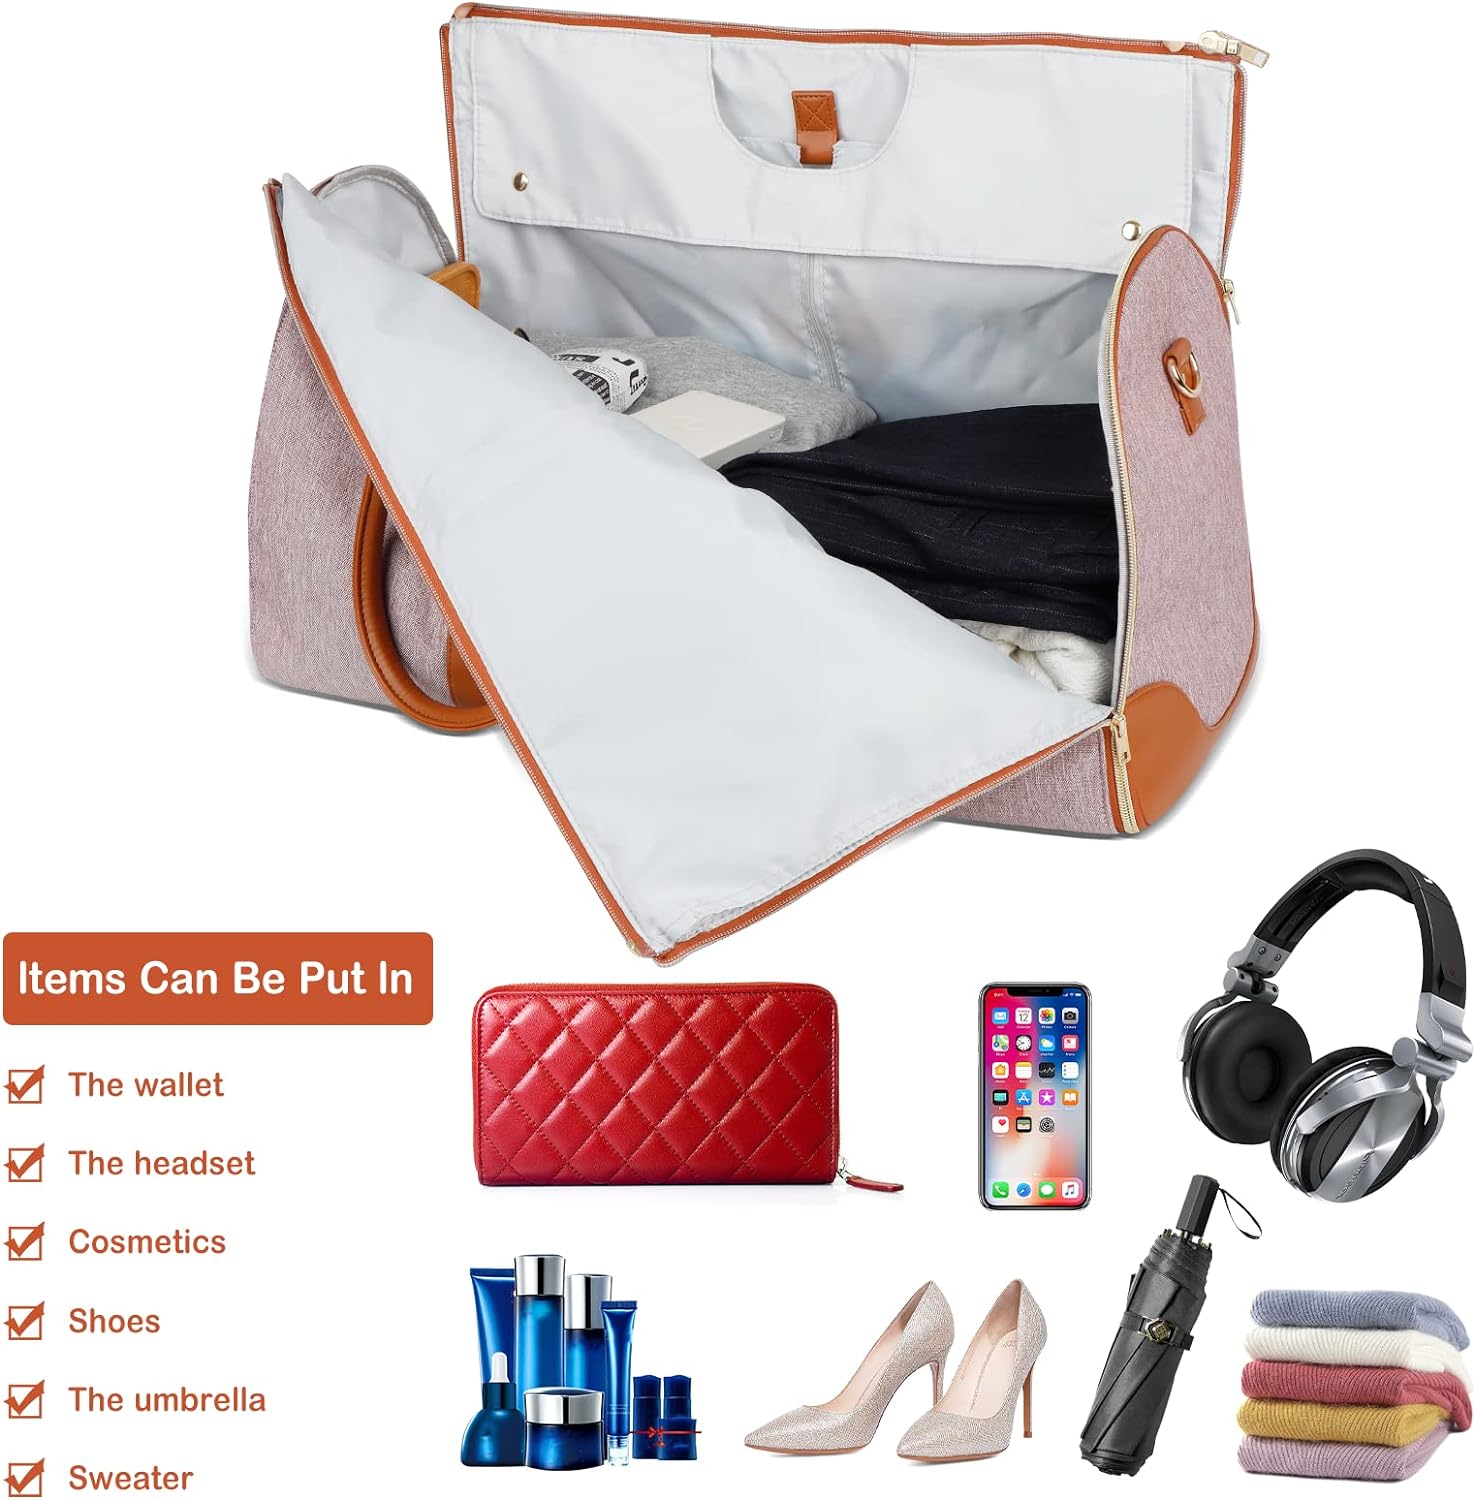 Items Can Be Put In
The wallet
The headset
Cosmetics
Shoes
The umbrella
Sweater